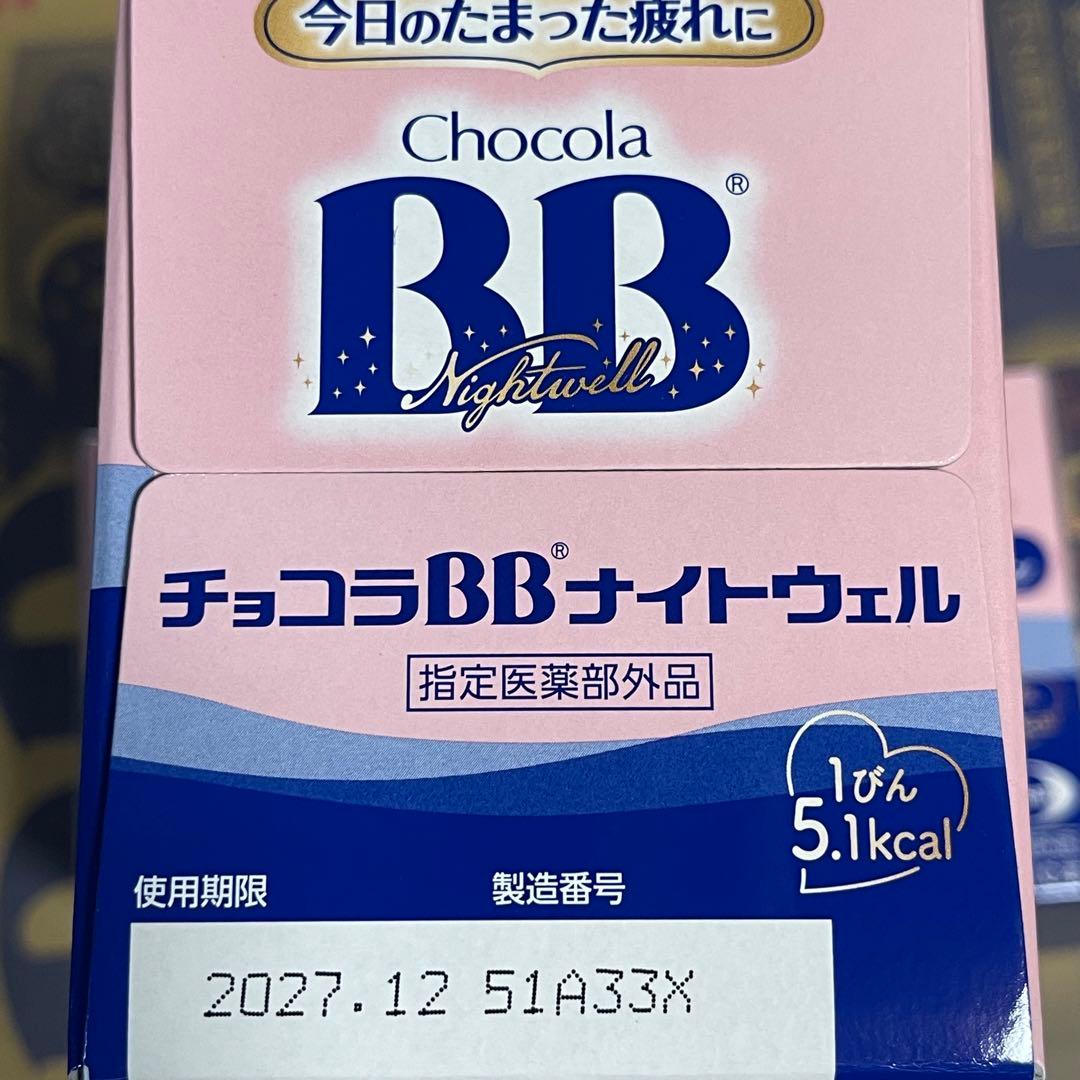 今日のたまった疲れに
Chocola
BB®
Nightwell
チョコラBB®ナイトウェル
指定医薬部外品
1びん
5.1kcal
使用期限 製造番号
2027.12 51A33X